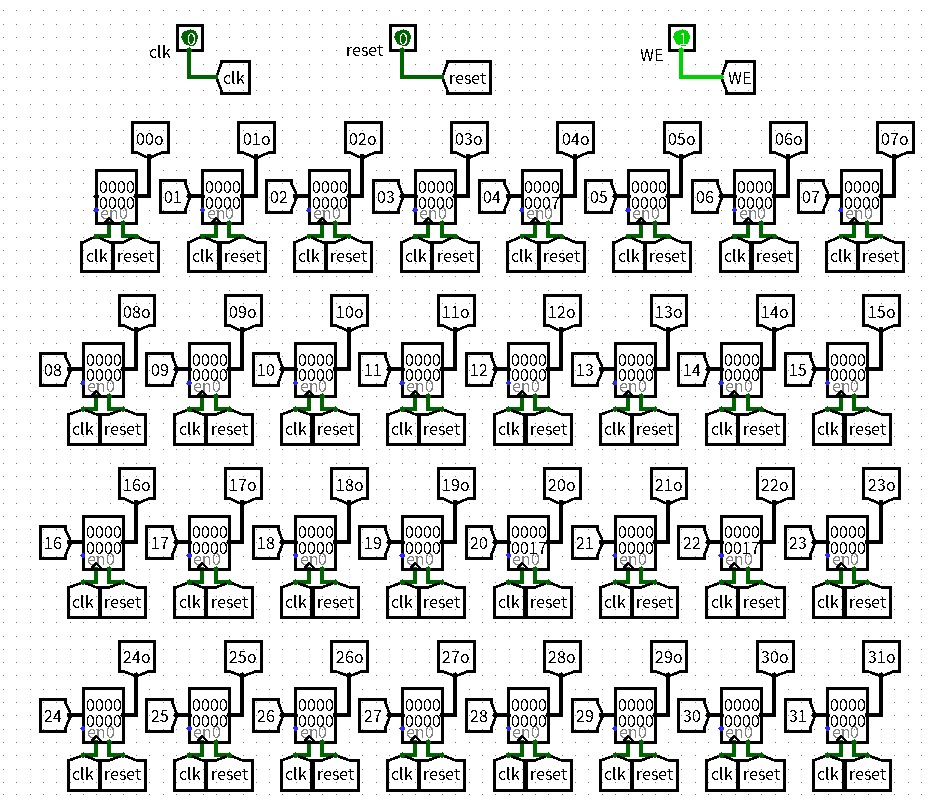 0 0 1
clk reset WE
clk reset WE
00o 01o 02o 03o 04o 05o 06o 07o
0000 01 0000 02 0000 03 0000 04 0000 05 0000 06 0000 07 0000
0000 0000 0000 0000 0007 0000 0000 0000
en0 en0 en0 en0 en0 en0 en0 en0
clk reset clk reset clk reset clk reset clk reset clk reset clk reset clk reset
08o 09o 10o 11o 12o 13o 14o 15o
08 0000 09 0000 10 0000 11 0000 12 0000 13 0000 14 0000 15 0000
0000 0000 0000 0000 0000 0000 0000 0000
en0 en0 en0 en0 en0 en0 en0 en0
clk reset clk reset clk reset clk reset clk reset clk reset clk reset clk reset
16o 17o 18o 19o 20o 21o 22o 23o
16 0000 17 0000 18 0000 19 0000 20 0000 21 0000 22 0000 23 0000
0000 0000 0000 0000 0017 0000 0017 0000
en0 en0 en0 en0 en0 en0 en0 en0
clk reset clk reset clk reset clk reset clk reset clk reset clk reset clk reset
24o 25o 26o 27o 28o 29o 30o 31o
24 0000 25 0000 26 0000 27 0000 28 0000 29 0000 30 0000 31 0000
0000 0000 0000 0000 0000 0000 0000 0000
en0 en0 en0 en0 en0 en0 en0 en0
clk reset clk reset clk reset clk reset clk reset clk reset clk reset clk reset